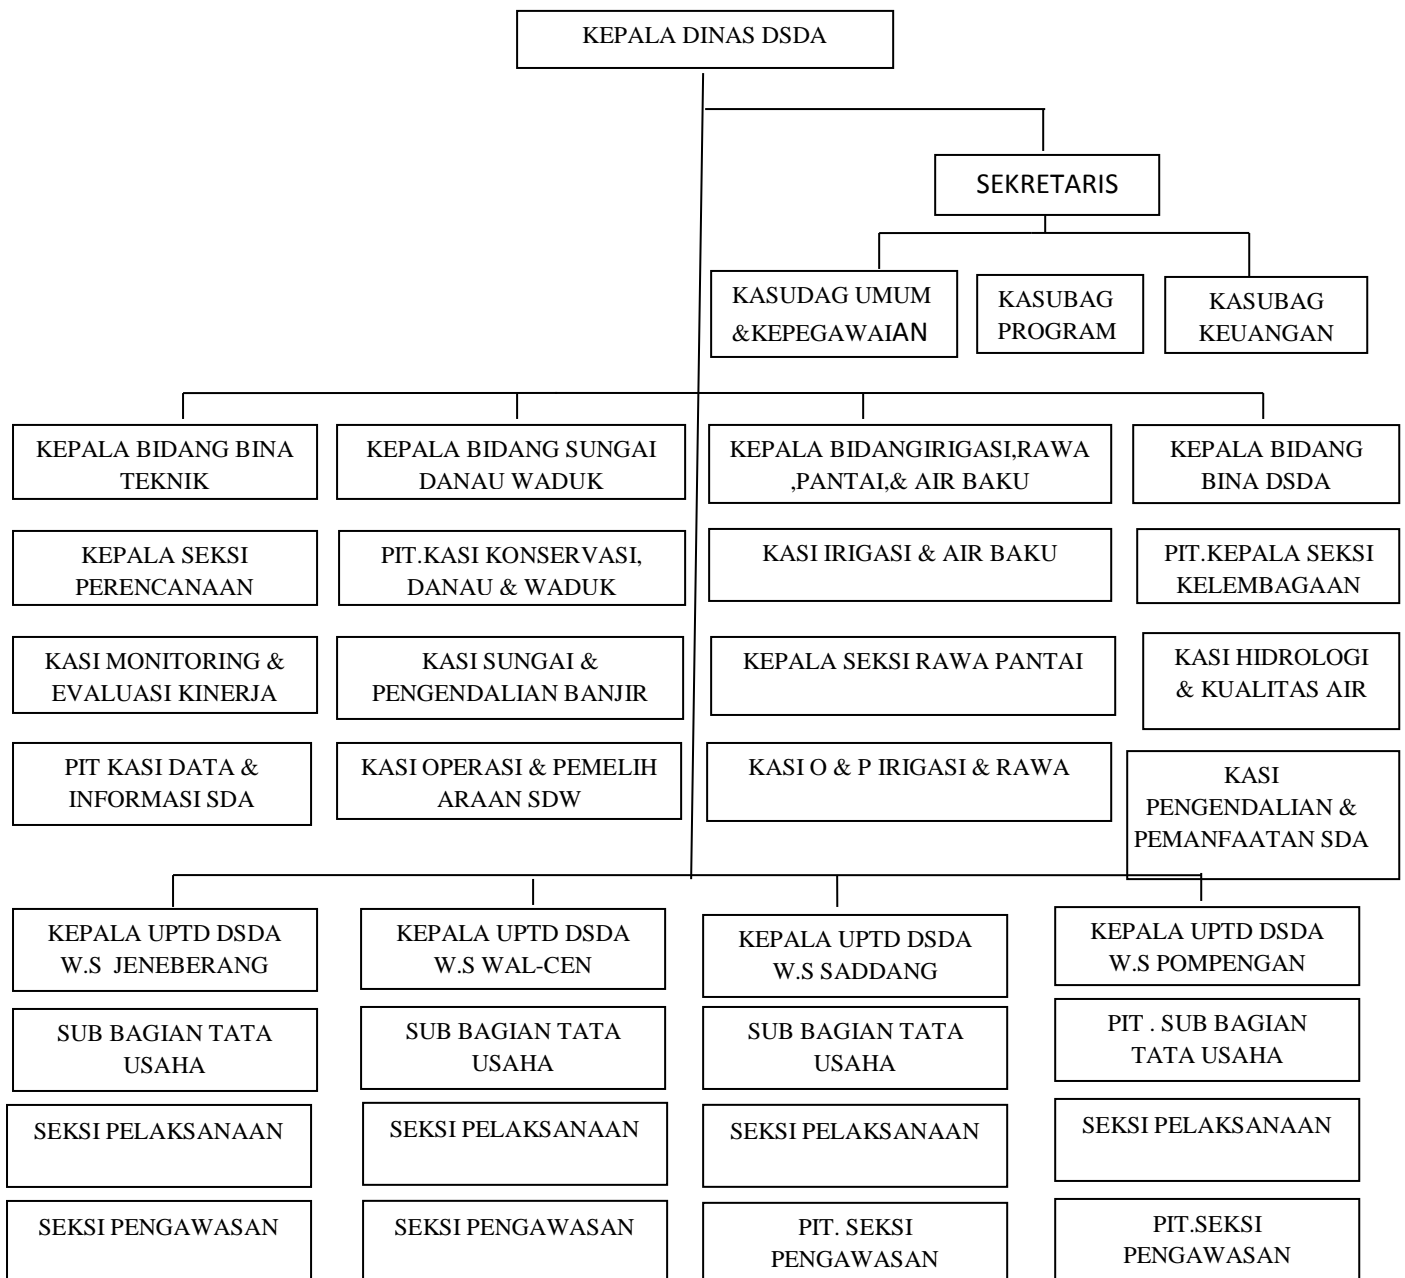 KEPALA DINAS DSDA
SEKRETARIS
KASUDAG UMUM
&KEPEGAWAIAN
KASUBAG
PROGRAM
KASUBAG
KEUANGAN
KEPALA BIDANG BINA
TEKNIK
KEPALA BIDANG SUNGAI
DANAU WADUK
KEPALA BIDANGIRIGASI,RAWA
,PANTAI,& AIR BAKU
KEPALA BIDANG
BINA DSDA
KEPALA SEKSI
PERENCANAAN
PIT.KASI KONSERVASI,
DANAU & WADUK
KASI IRIGASI & AIR BAKU
PIT.KEPALA SEKSI
KELEMBAGAAN
KASI MONITORING &
EVALUASI KINERJA
KASI SUNGAI &
PENGENDALIAN BANJIR
KEPALA SEKSI RAWA PANTAI
KASI HIDROLOGI
& KUALITAS AIR
PIT KASI DATA &
INFORMASI SDA
KASI OPERASI & PEMELIH
ARAAN SDW
KASI O & P IRIGASI & RAWA
KASI
PENGENDALIAN &
PEMANFAATAN SDA
KEPALA UPTD DSDA
W.S JENEBERANG
KEPALA UPTD DSDA
W.S WAL-CEN
KEPALA UPTD DSDA
W.S SADDANG
KEPALA UPTD DSDA
W.S POMPENGAN
SUB BAGIAN TATA
USAHA
SUB BAGIAN TATA
USAHA
SUB BAGIAN TATA
USAHA
PIT . SUB BAGIAN
TATA USAHA
SEKSI PELAKSANAAN
SEKSI PELAKSANAAN
SEKSI PELAKSANAAN
SEKSI PELAKSANAAN
SEKSI PENGAWASAN
SEKSI PENGAWASAN
PIT. SEKSI
PENGAWASAN
PIT.SEKSI
PENGAWASAN